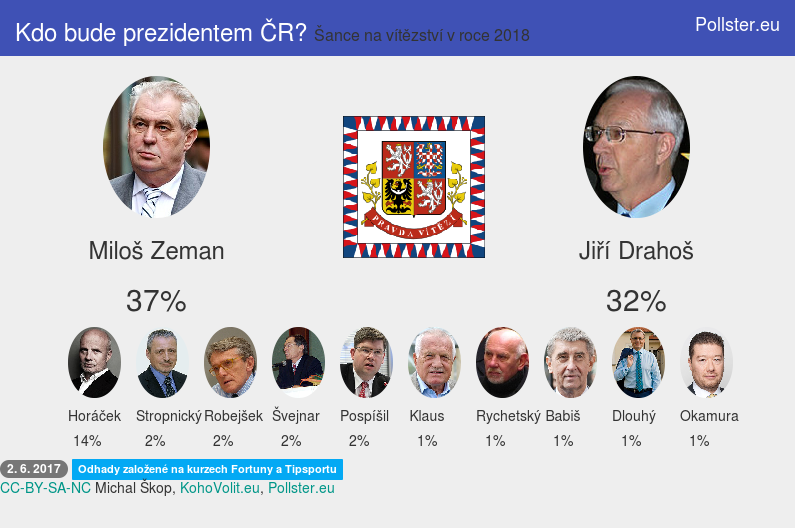 Kdo bude prezidentem ČR? Šance na vítězství v roce 2018
Pollster.eu
PRAVDA VÍTĚZÍ
Miloš Zeman
Jiří Drahoš
37%
32%
Horáček Stropnický Robejšek Švejnar Pospíšil Klaus Rychetský Babiš Dlouhý Okamura
14% 2% 2% 2% 2% 1% 1% 1% 1% 1%
2. 6. 2017 Odhady založené na kurzech Fortuny a Tipsportu
CC-BY-SA-NC Michal Škop, KohoVolit.eu, Pollster.eu